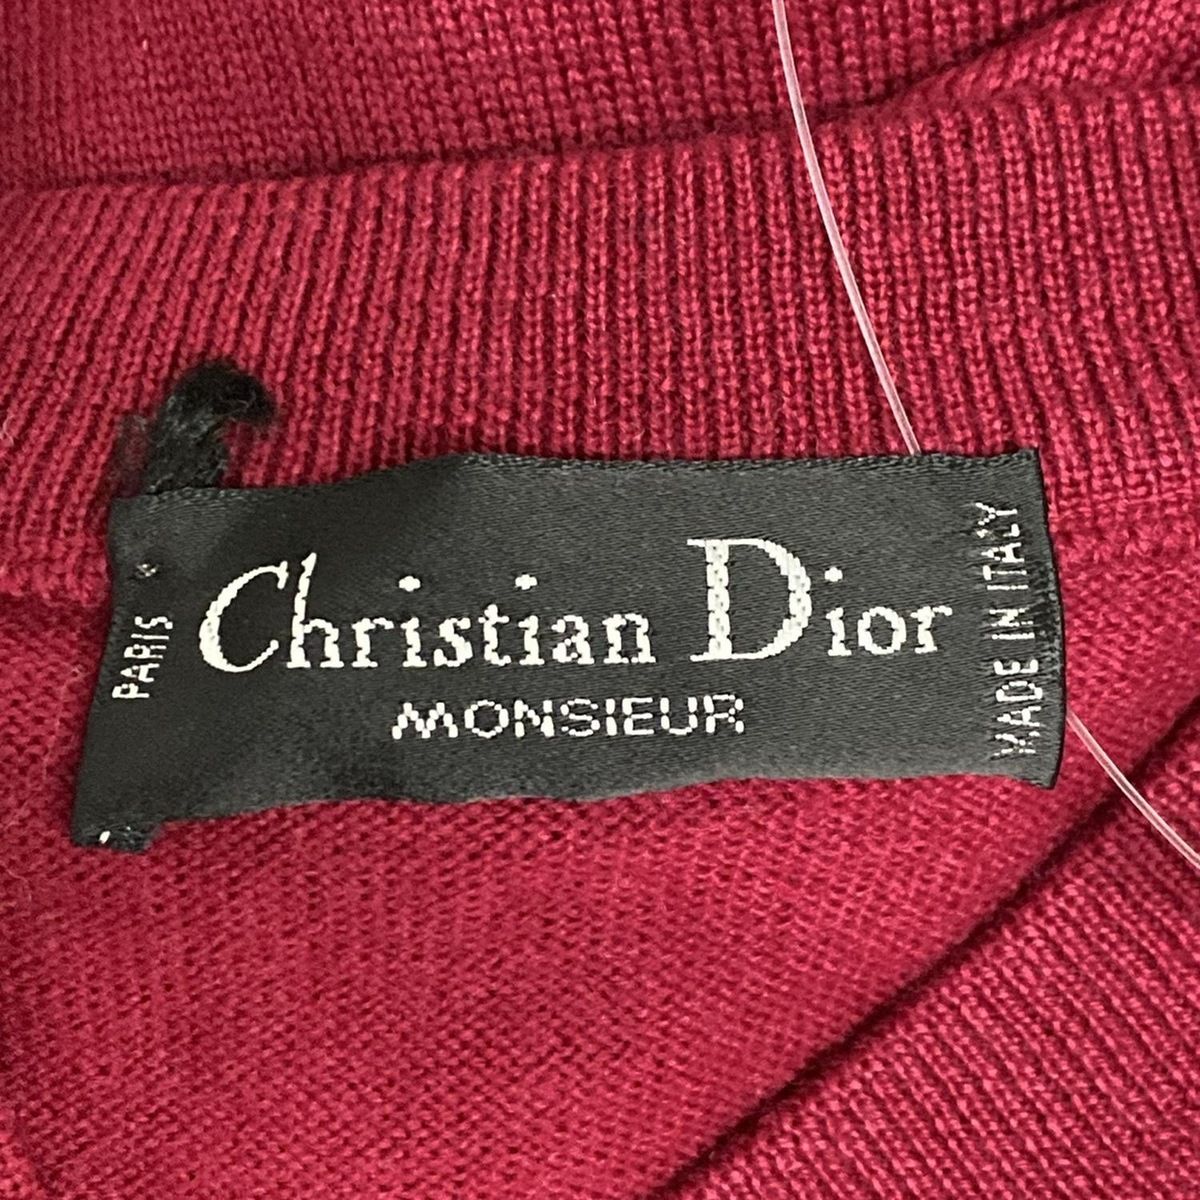 PARIS
Christian Dior
MONSIEUR
MADE IN ITALY